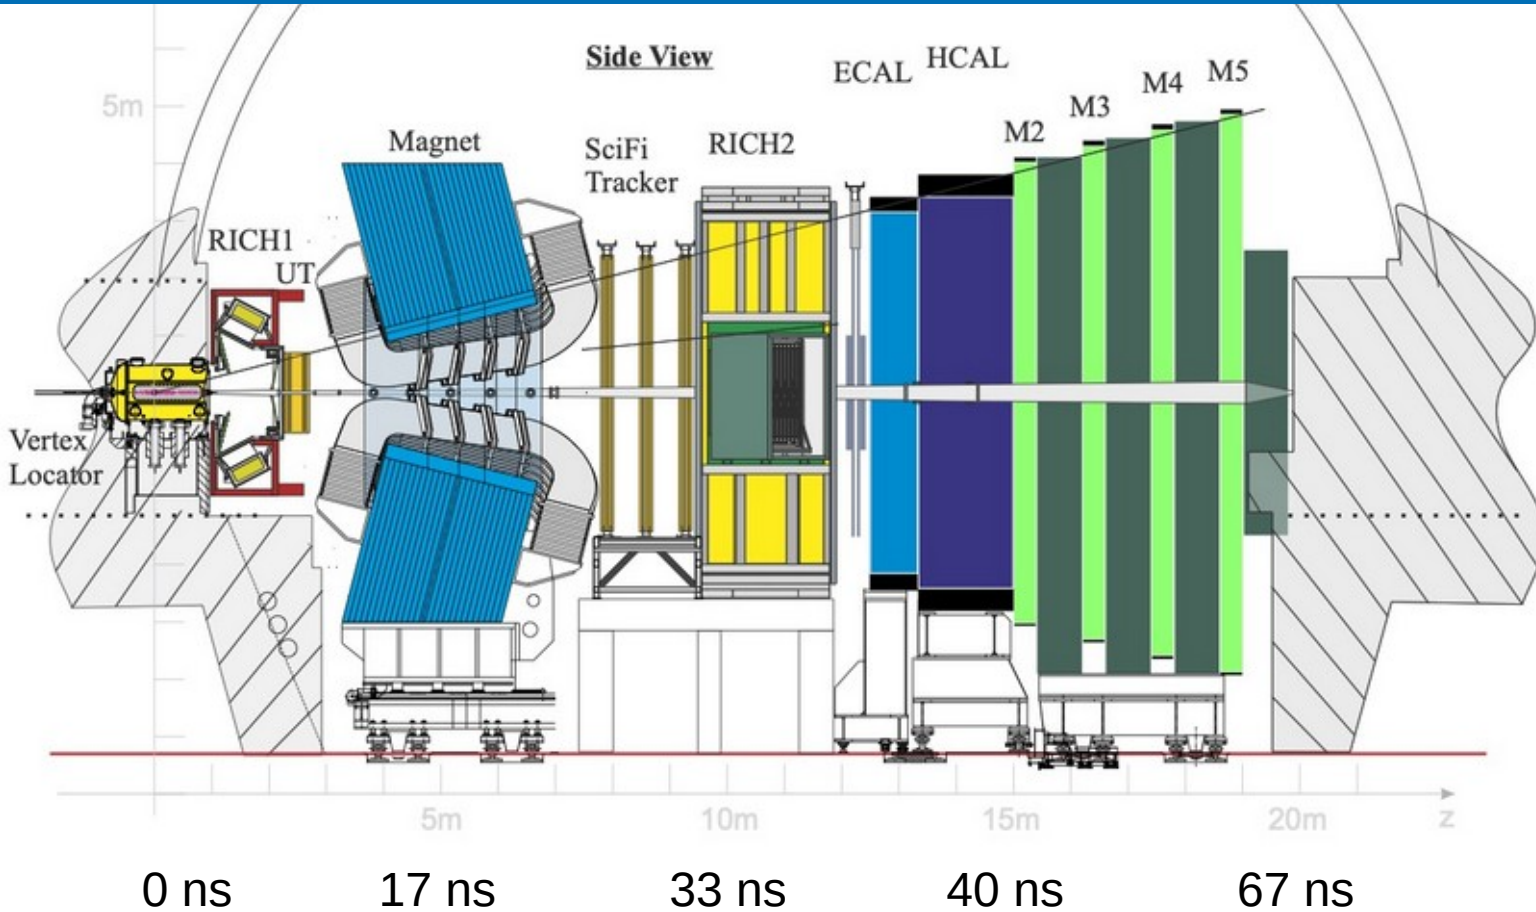 Side View
ECAL
HCAL
M5
M4
M3
M2
5m
Magnet
SciFi
Tracker
RICH2
RICH1
UT
Vertex
Locator
5m
10m
15m
20m
z
0 ns
17 ns
33 ns
40 ns
67 ns